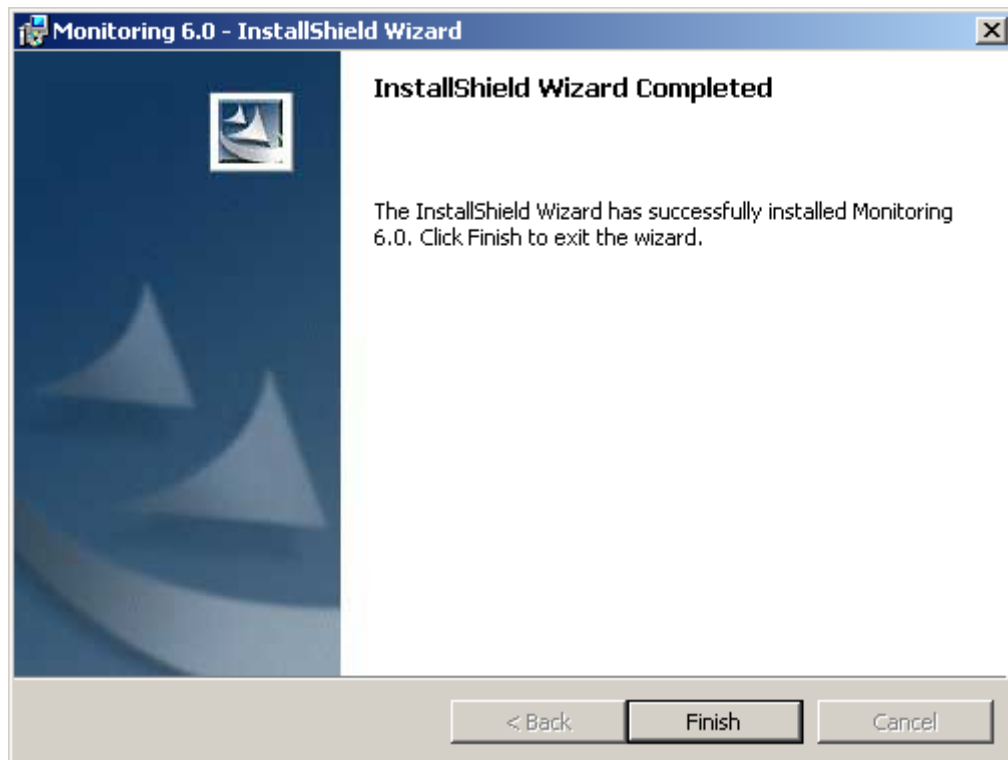 Monitoring 6.0 - InstallShield Wizard
InstallShield Wizard Completed
The InstallShield Wizard has successfully installed Monitoring
6.0. Click Finish to exit the wizard.
< Back
Finish
Cancel